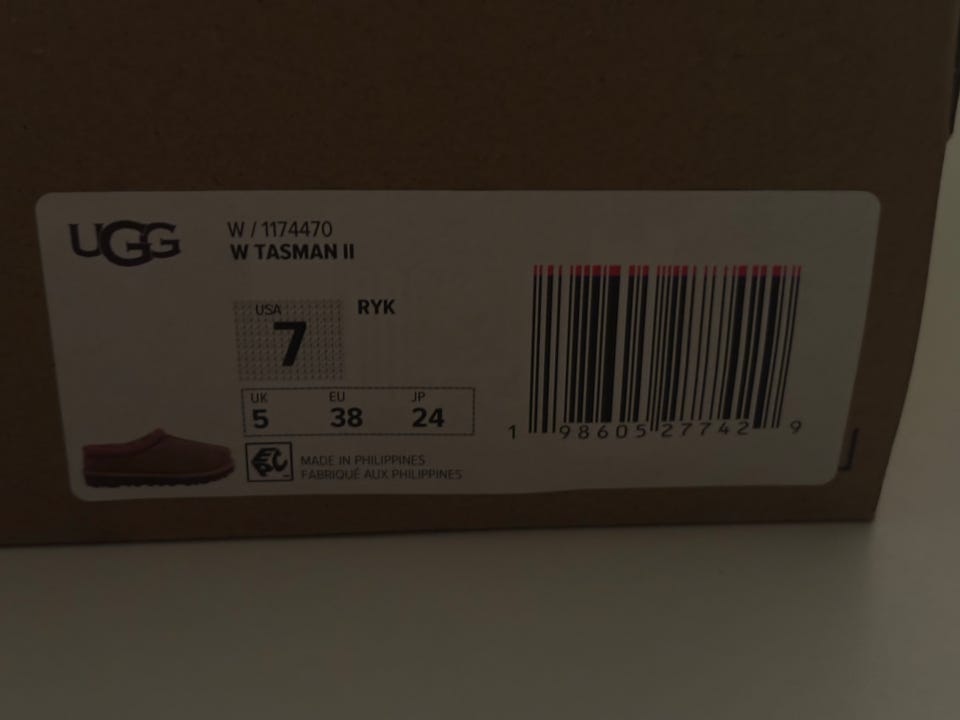 UGG
W / 1174470
W TASMAN II
USA
7
RYK
UK EU JP
5 38 24
MADE IN PHILIPPINES
FABRIQUÉ AUX PHILIPPINES
1 98605 27742 9